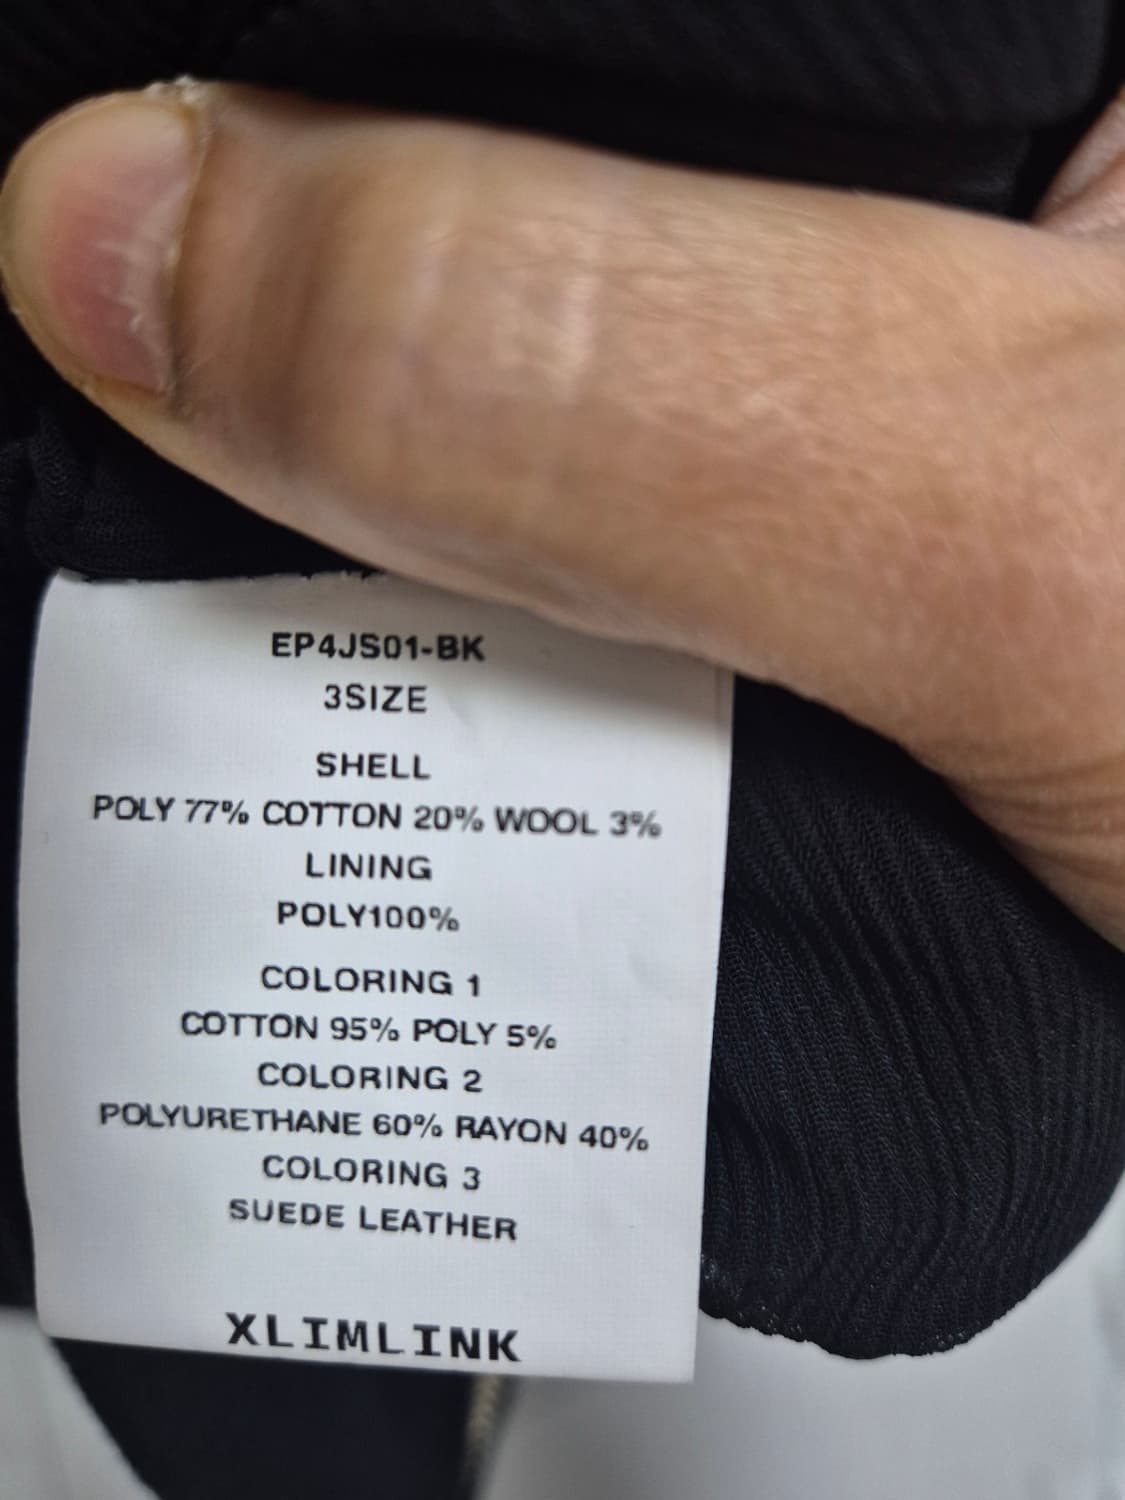 EP4JS01-BK
3SIZE
SHELL
POLY 77% COTTON 20% WOOL 3%
LINING
POLY100%
COLORING 1
COTTON 95% POLY 5%
COLORING 2
POLYURETHANE 60% RAYON 40%
COLORING 3
SUEDE LEATHER
XLIMLINK